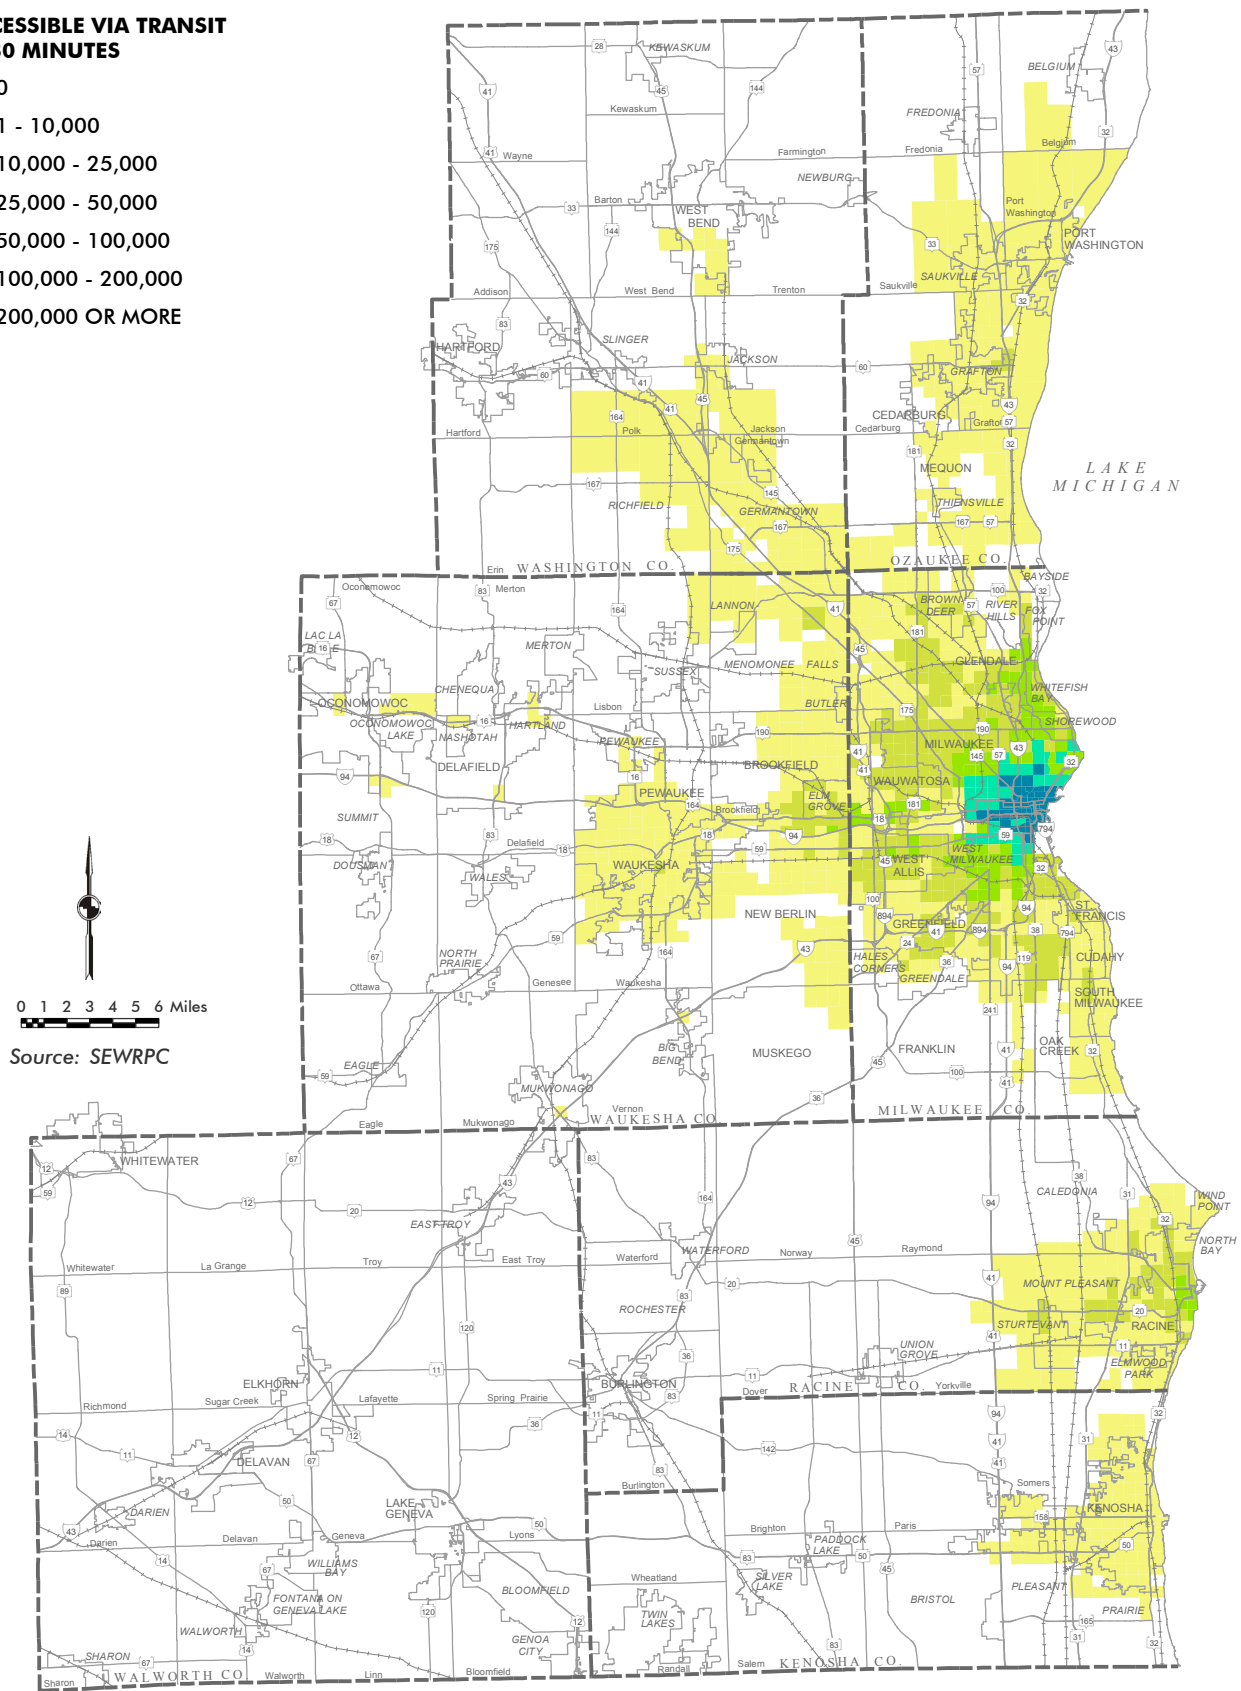 CESSIBLE VIA TRANSIT
30 MINUTES
0
1 - 10,000
10,000 - 25,000
25,000 - 50,000
50,000 - 100,000
100,000 - 200,000
200,000 OR MORE
KEWASKUM
BELGIUM
Kewaskum
FREDONIA
Wayne
Farmington
Fredonia
Belgium
NEWBURG
Barton
WEST
BEND
Port
Washington
PORT
WASHINGTON
SAUKVILLE
Addison
West Bend
Trenton
Saukville
HARTFORD
SLINGER
JACKSON
GRAFTON
CEDARBURG
Hartford
Polk
Jackson
Germantown
Cedarburg
Grafto
MEQUON
LAKE
MICHIGAN
RICHFIELD
GERMANTOWN
THIENSVILLE
Erin
WASHINGTON CO.
OZAUKEE CO.
Oconomowoc
Merton
BAYSIDE
LANNON
BROWN
DEER
RIVER
HILLS
FOX
POINT
LAC LA
MERTON
SUSSEX
MENOMONEE FALLS
GLENDALE
CHENEQUA
WHITEFISH
BAY
OCONOMOWOC
OCONOMOWOC
LAKE
NASHOTAH
HARTLAND
Lisbon
BUTLER
SHOREWOOD
PEWAUKEE
MILWAUKEE
DELAFIELD
BROOKFIELD
WAUWATOSA
PEWAUKEE
Brookfield
ELM
GROVE
SUMMIT
Delafield
DOUSMAN
WALES
WAUKESHA
WEST
ALLIS
WEST
MILWAUKEE
NEW BERLIN
GREENFIELD
ST.
FRANCIS
NORTH
PRAIRIE
HALES
CORNERS
GREENDALE
CUDAHY
Ottawa
Genesee
Waukesha
SOUTH
MILWAUKEE
0 1 2 3 4 5 6 Miles
Source: SEWRPC
EAGLE
BIG
BEND
MUSKEGO
FRANKLIN
OAK
CREEK
MUKWONAGO
Eagle
Mukwonago
Vernon
WAUKESHA CO.
MILWAUKEE CO.
WHITEWATER
CALEDONIA
WIND
POINT
EAST TROY
NORTH
BAY
Whitewater
La Grange
Troy
East Troy
Waterford
WATERFORD
Norway
Raymond
MOUNT PLEASANT
ROCHESTER
STURTEVANT
RACINE
UNION
GROVE
ELMWOOD
PARK
ELKHORN
BURLINGTON
Dover
RACINE CO.
Yorkville
Richmond
Sugar Creek
Lafayette
Spring Prairie
DELAVAN
Burlington
Somers
DARIEN
LAKE
GENEVA
KENOSHA
Darien
Delavan
Geneva
Lyons
Brighton
Paris
PADDOCK
LAKE
WILLIAMS
BAY
Wheatland
SILVER
LAKE
PLEASANT
PRAIRIE
BLOOMFIELD
BRISTOL
FONTANA ON
GENEVA LAKE
TWIN
LAKES
WALWORTH
GENOA
CITY
SHARON
Sharon
WALWORTH CO.
Walworth
Linn
Bloomfield
Randall
Salem
KENOSHA CO.